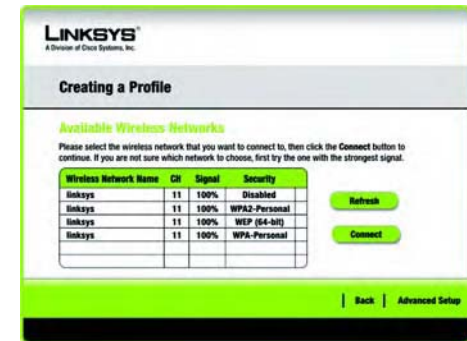 LINKSYS®
A Division of Cisco Systems, Inc.
Creating a Profile
Available Wireless Networks
Please select the wireless network that you want to connect to, then click the Connect button to
continue. If you are not sure which network to choose, first try the one with the strongest signal.
Wireless Network Name CH Signal Security
linksys 11 100% Disabled
linksys 11 100% WPA2-Personal
linksys 11 100% WEP (64-bit)
linksys 11 100% WPA-Personal
Refresh
Connect
Back | Advanced Setup